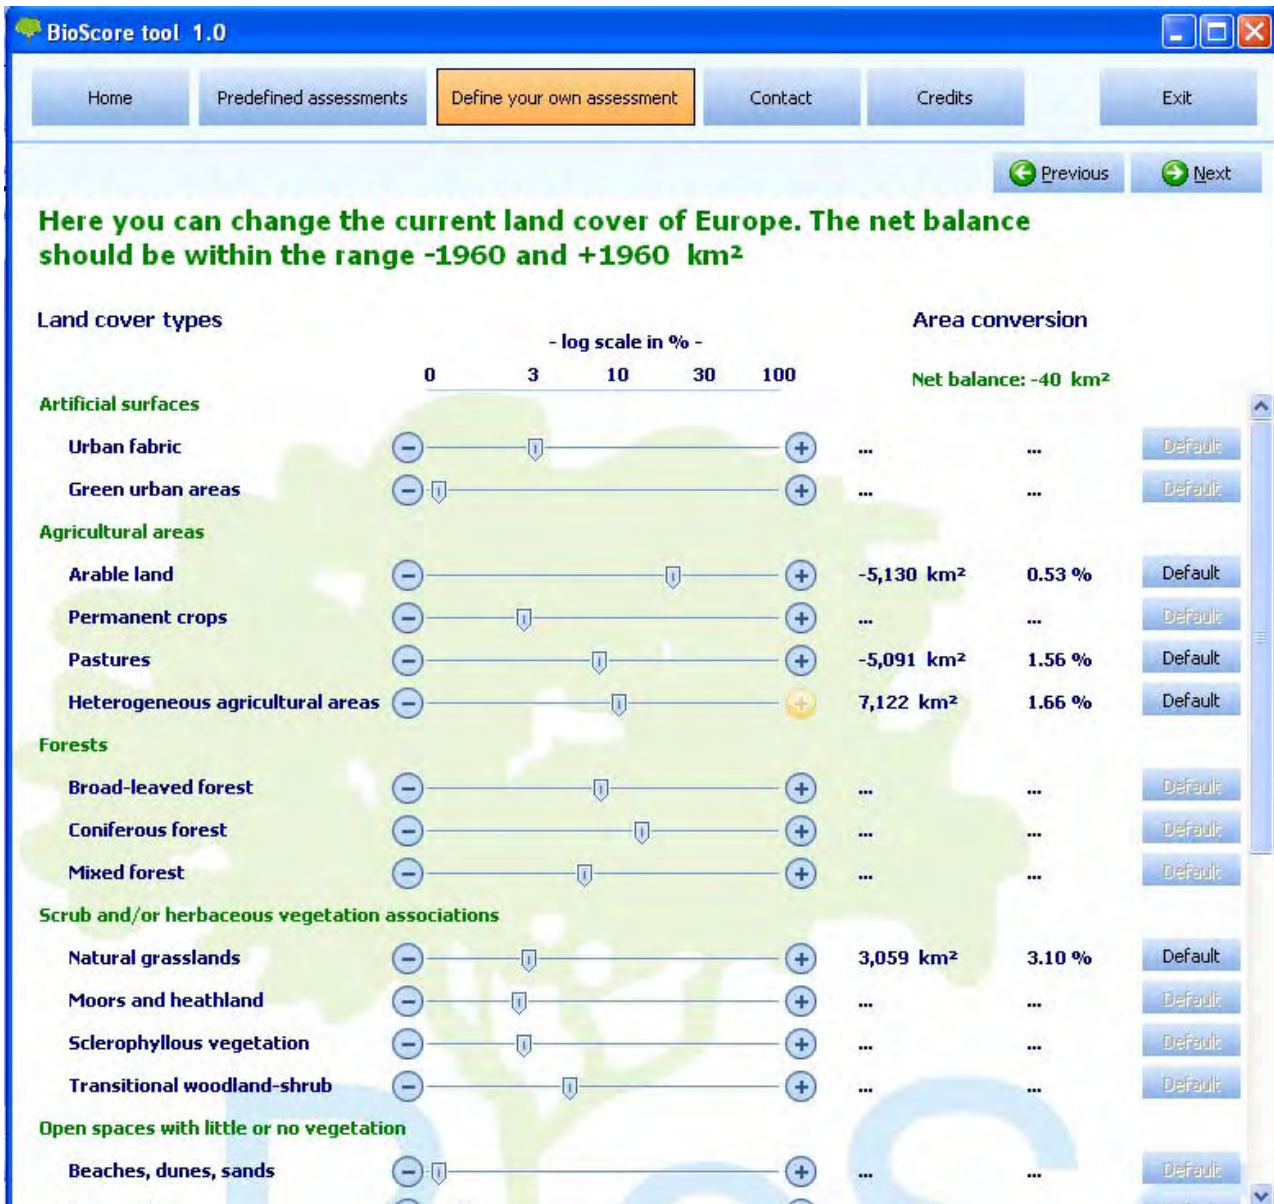 BioScore tool 1.0
Home Predefined assessments Define your own assessment Contact Credits Exit
Previous Next
Here you can change the current land cover of Europe. The net balance
should be within the range -1960 and +1960 km²
Land cover types Area conversion
- log scale in % -
0 3 10 30 100
Net balance: -40 km²
Artificial surfaces
Urban fabric ... ... Default
Green urban areas ... ... Default
Agricultural areas
Arable land -5,130 km² 0.53 % Default
Permanent crops ... ... Default
Pastures -5,091 km² 1.56 % Default
Heterogeneous agricultural areas 7,122 km² 1.66 % Default
Forests
Broad-leaved forest ... ... Default
Coniferous forest ... ... Default
Mixed forest ... ... Default
Scrub and/or herbaceous vegetation associations
Natural grasslands 3,059 km² 3.10 % Default
Moors and heathland ... ... Default
Sclerophyllous vegetation ... ... Default
Transitional woodland-shrub ... ... Default
Open spaces with little or no vegetation
Beaches, dunes, sands ... ... Default